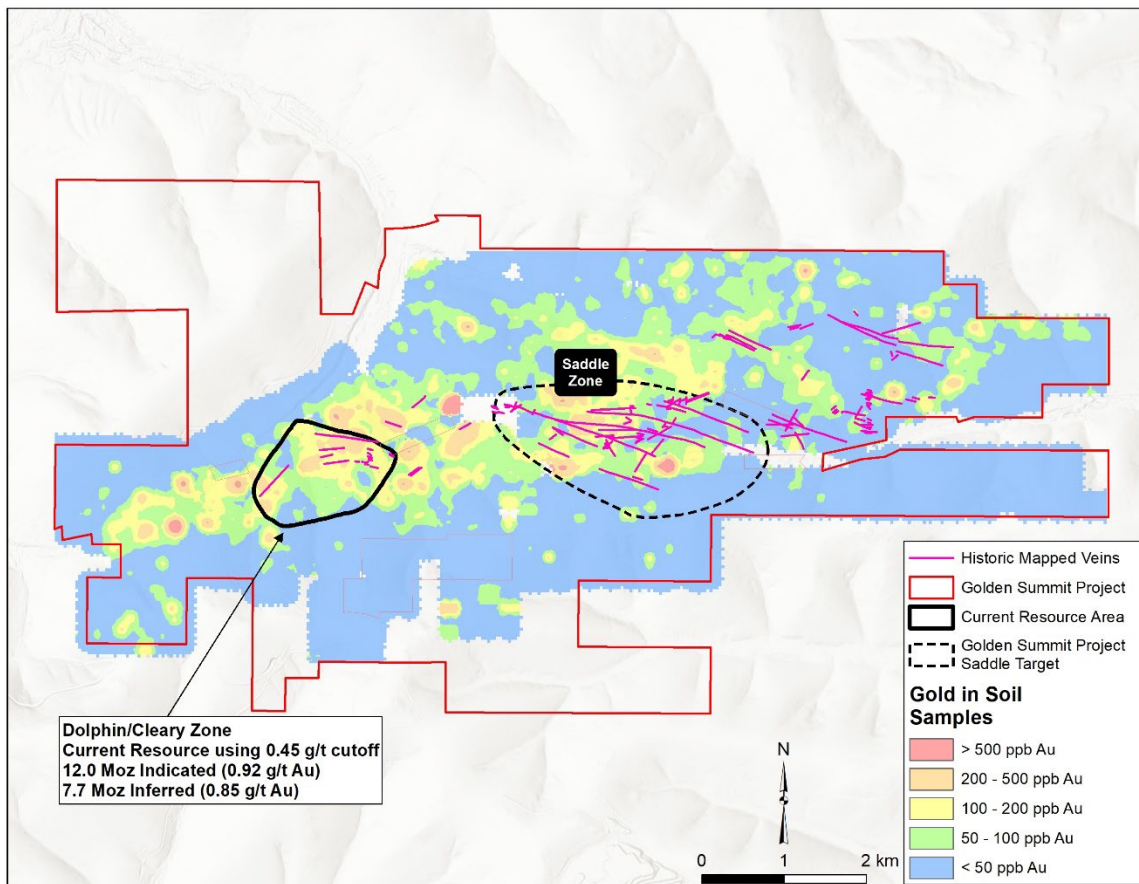 Saddle
Zone
Dolphin/Cleary Zone
Current Resource using 0.45 g/t cutoff
12.0 Moz Indicated (0.92 g/t Au)
7.7 Moz Inferred (0.85 g/t Au)
N
0 1 2 km
Historic Mapped Veins
Golden Summit Project
Current Resource Area
Golden Summit Project
Saddle Target
Gold in Soil
Samples
> 500 ppb Au
200 - 500 ppb Au
100 - 200 ppb Au
50 - 100 ppb Au
< 50 ppb Au